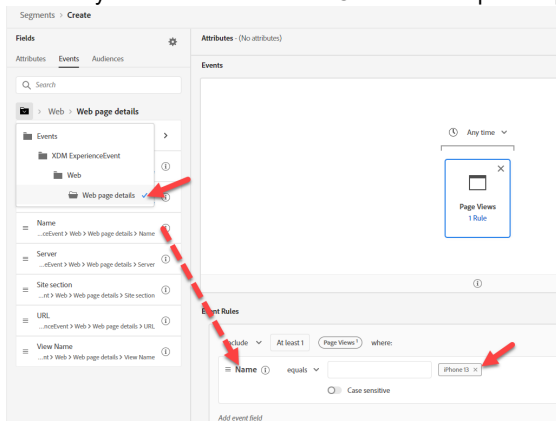 Segments > Create
Fields
Attributes - (No attributes)
Attributes Events Audiences
Events
Search
> Web > Web page details
Events
XDM ExperienceEvent
Web
Web page details
Any time
Page Views
1 Rule
Name
...ceEvent > Web > Web page details > Name
Server
...eEvent > Web > Web page details > Server
Site section
...nt > Web > Web page details > Site section
URL
...nceEvent > Web > Web page details > URL
View Name
...nt > Web > Web page details > View Name
Event Rules
At least 1 Page Views 1 where:
Name equals iPhone 13 ×
Case sensitive
Add event field